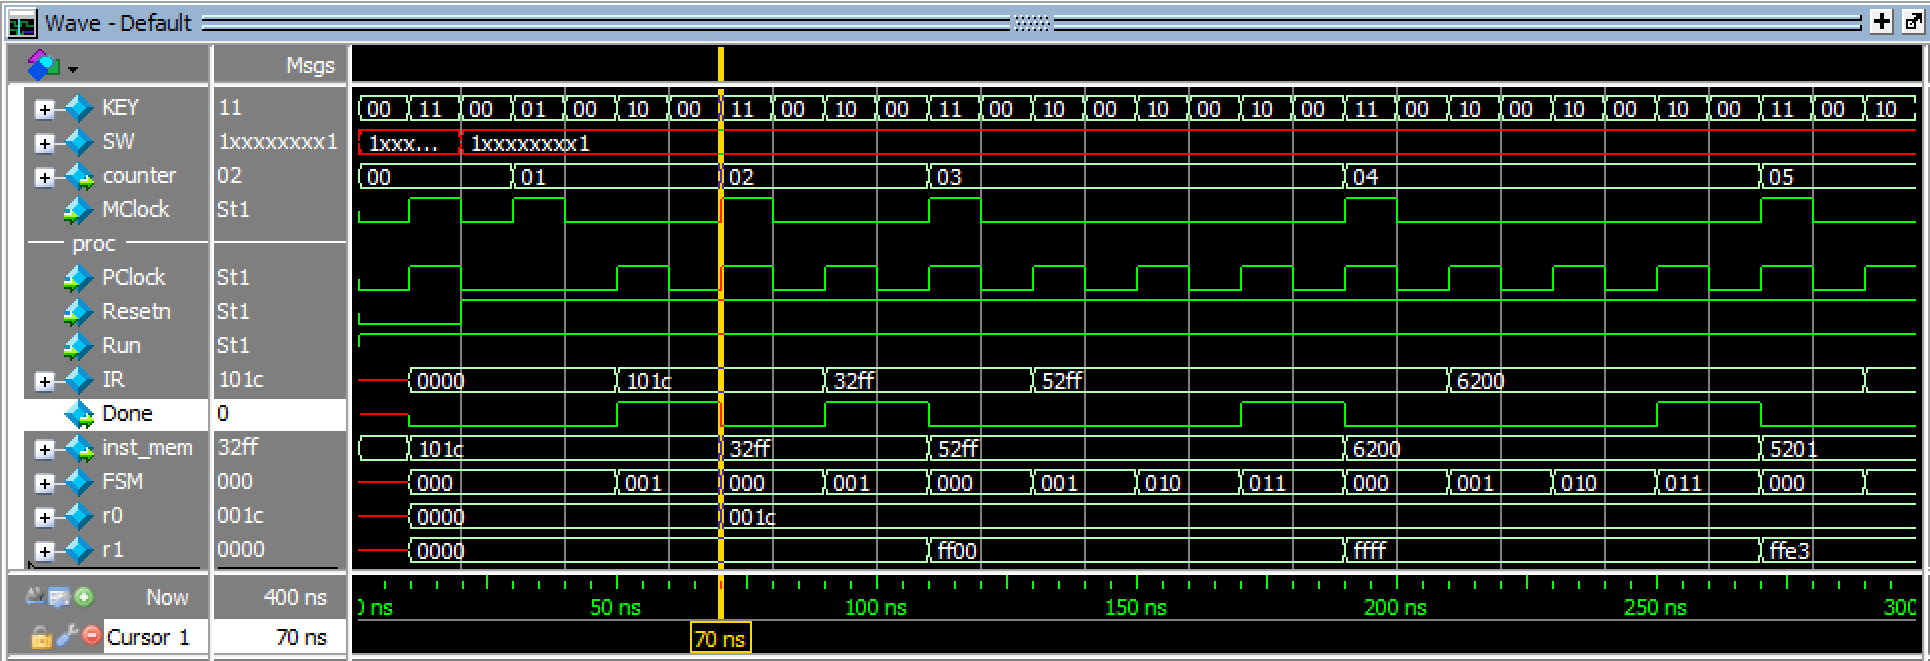 Wave - Default
Msgs
KEY 11 00 11 00 01 00 10 00 11 00 10 00 11 00 10 00 10 00 10 00 11 00 10 00 10 00 11 00 10
SW 1xxxxxxxx1 1xxx... 1xxxxxxxx1
counter 02 00 01 02 03 04 05
MClock St1
proc
PClock St1
Resetn St1
Run St1
IR 101c 0000 101c 32ff 52ff 6200
Done 0
inst_mem 32ff 101c 32ff 52ff 6200 5201
FSM 000 000 001 000 001 000 001 010 011 000 001 010 011 000
r0 001c 0000 001c
r1 0000 0000 ff00 ffff ffe3
Now 400 ns ns 50 ns 100 ns 150 ns 200 ns 250 ns 300
Cursor 1 70 ns 70 ns